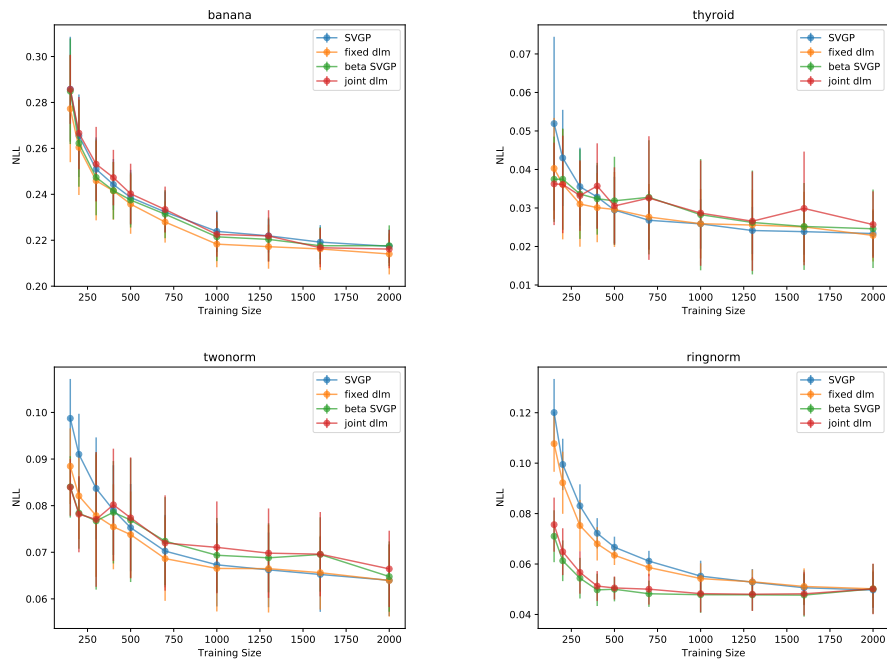 banana
0.30
0.28
0.26
0.24
0.22
0.20
NLL
250 500 750 1000 1250 1500 1750 2000
Training Size
SVGP
fixed dlm
beta SVGP
joint dlm
thyroid
0.07
0.06
0.05
0.04
0.03
0.02
0.01
NLL
250 500 750 1000 1250 1500 1750 2000
Training Size
SVGP
fixed dlm
beta SVGP
joint dlm
twonorm
0.10
0.09
0.08
0.07
0.06
NLL
250 500 750 1000 1250 1500 1750 2000
Training Size
SVGP
fixed dlm
beta SVGP
joint dlm
ringnorm
0.12
0.10
0.08
0.06
0.04
NLL
250 500 750 1000 1250 1500 1750 2000
Training Size
SVGP
fixed dlm
beta SVGP
joint dlm